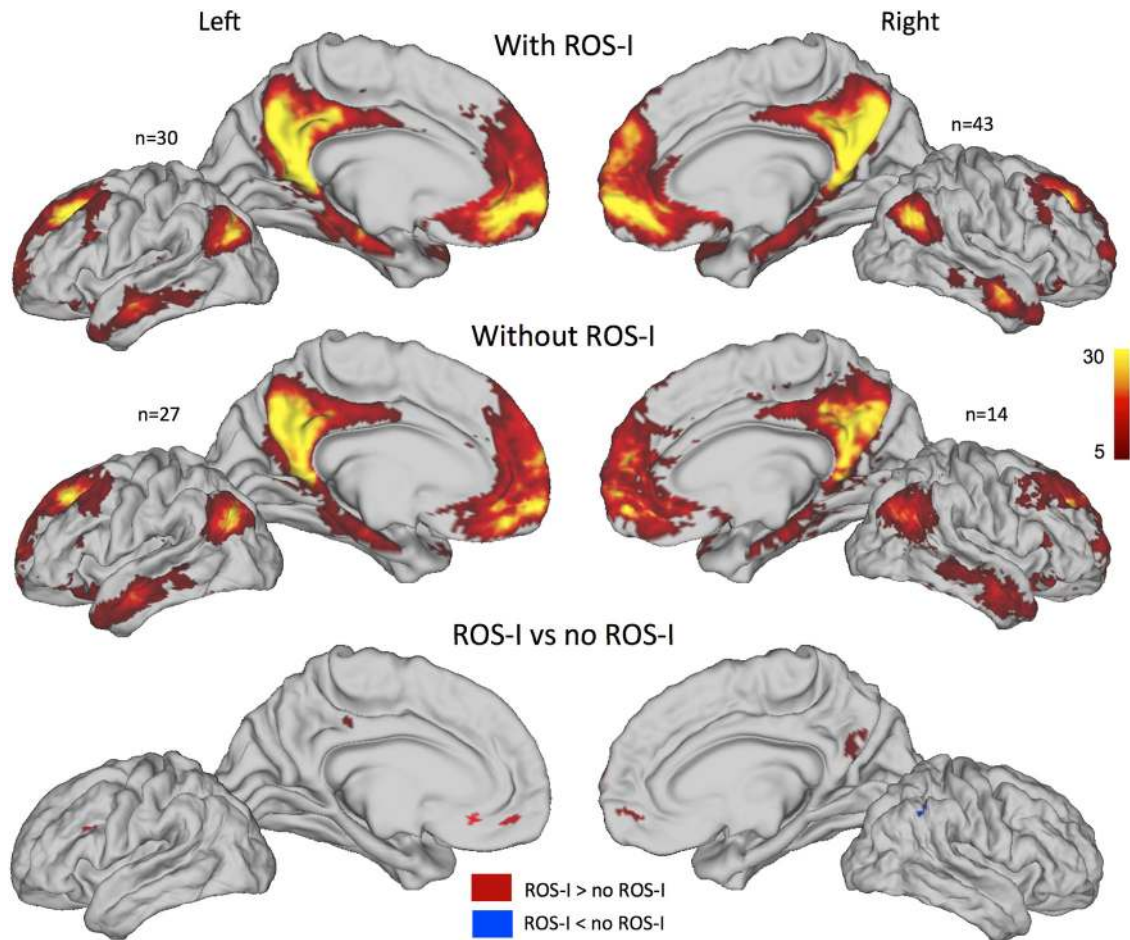 Left
Right
With ROS-I
n=30
n=43
Without ROS-I
30
n=27
n=14
5
ROS-I vs no ROS-I
ROS-I > no ROS-I
ROS-I < no ROS-I